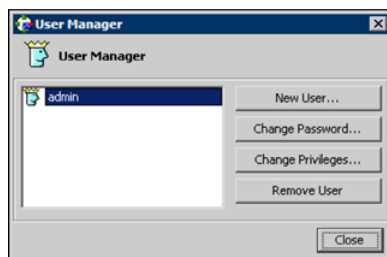 User Manager
User Manager
admin
New User...
Change Password...
Change Privileges...
Remove User
Close